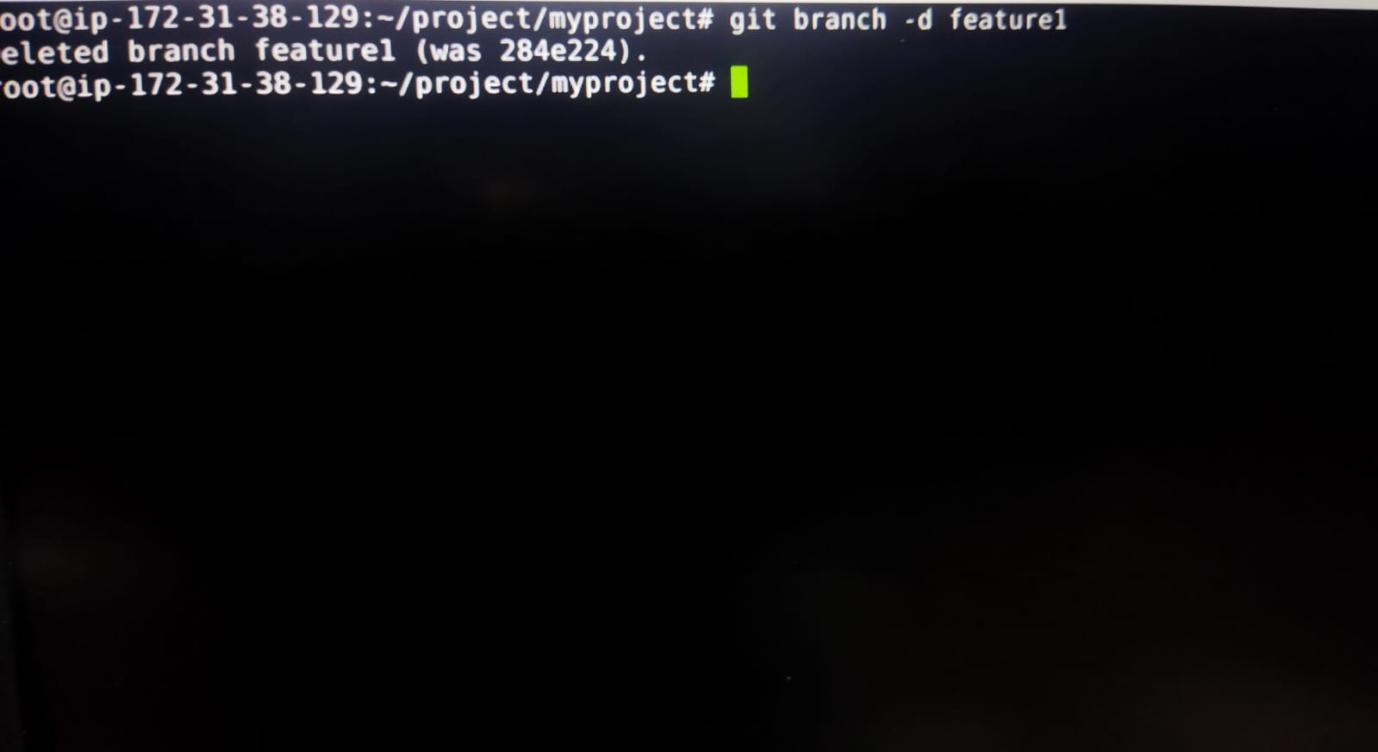 oot@ip-172-31-38-129:~/project/myproject# git branch -d feature1
eleted branch feature1 (was 284e224).
root@ip-172-31-38-129:~/project/myproject#